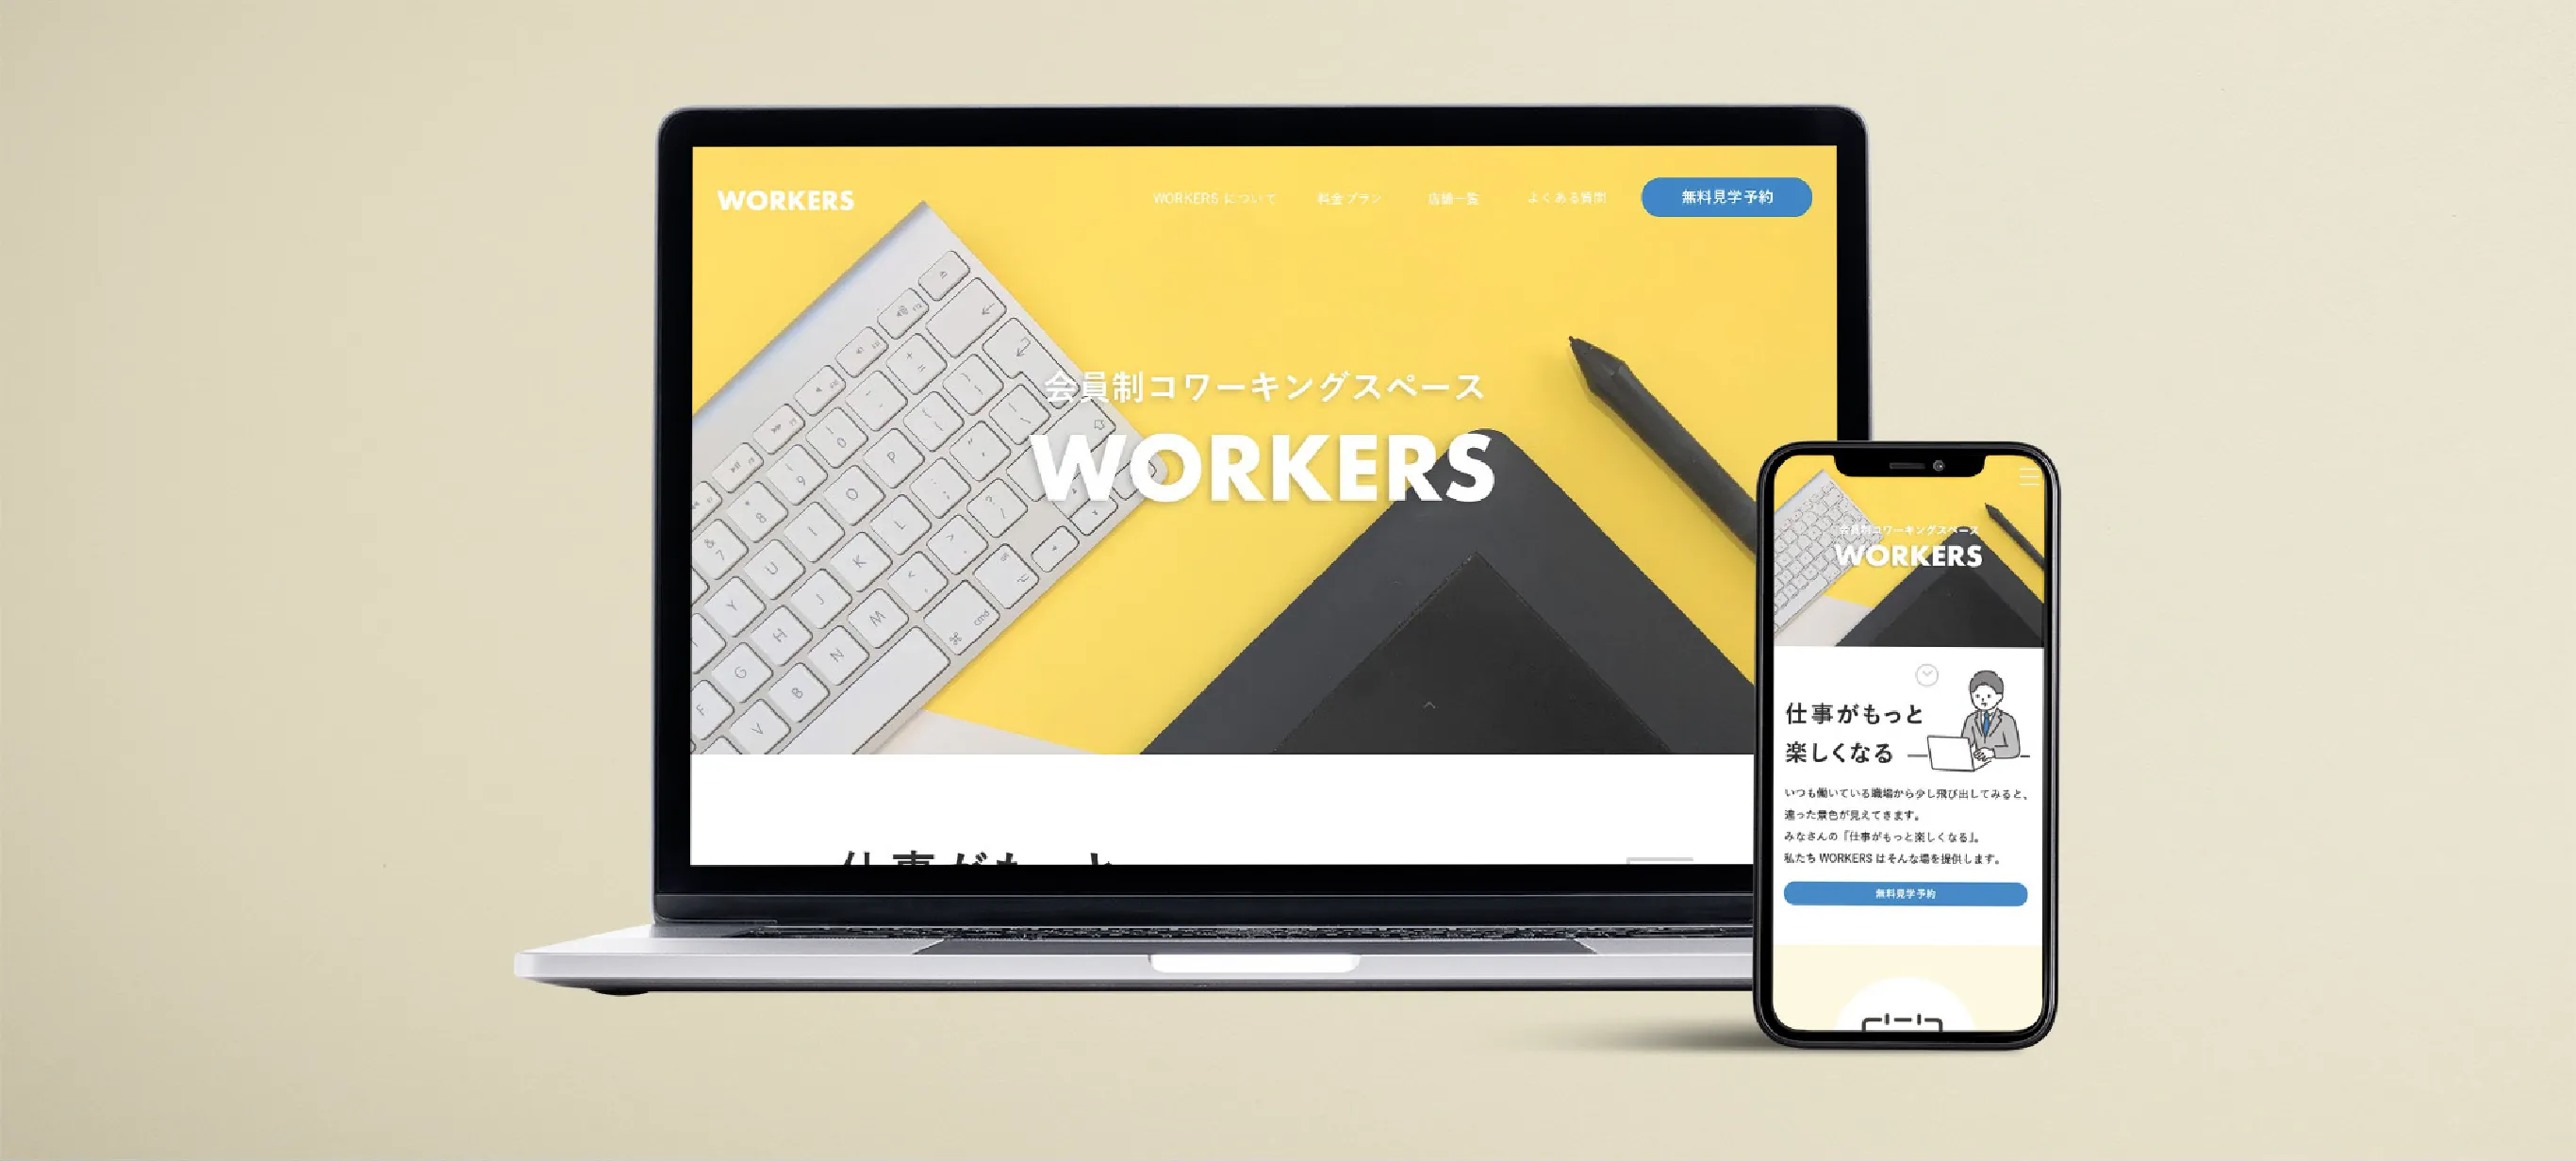 WORKERS
WORKERS について
料金プラン
店舗一覧
よくある質問
無料見学予約
会員制コワーキングスペース
WORKERS
仕事がもっと
会員制コワーキングスペース
WORKERS
仕事がもっと
楽しくなる
いつも働いている職場から少し飛び出してみると、
違った景色が見えてきます。
みなさんの「仕事がもっと楽しくなる」。
私たち WORKERS はそんな場を提供します。
無料見学予約